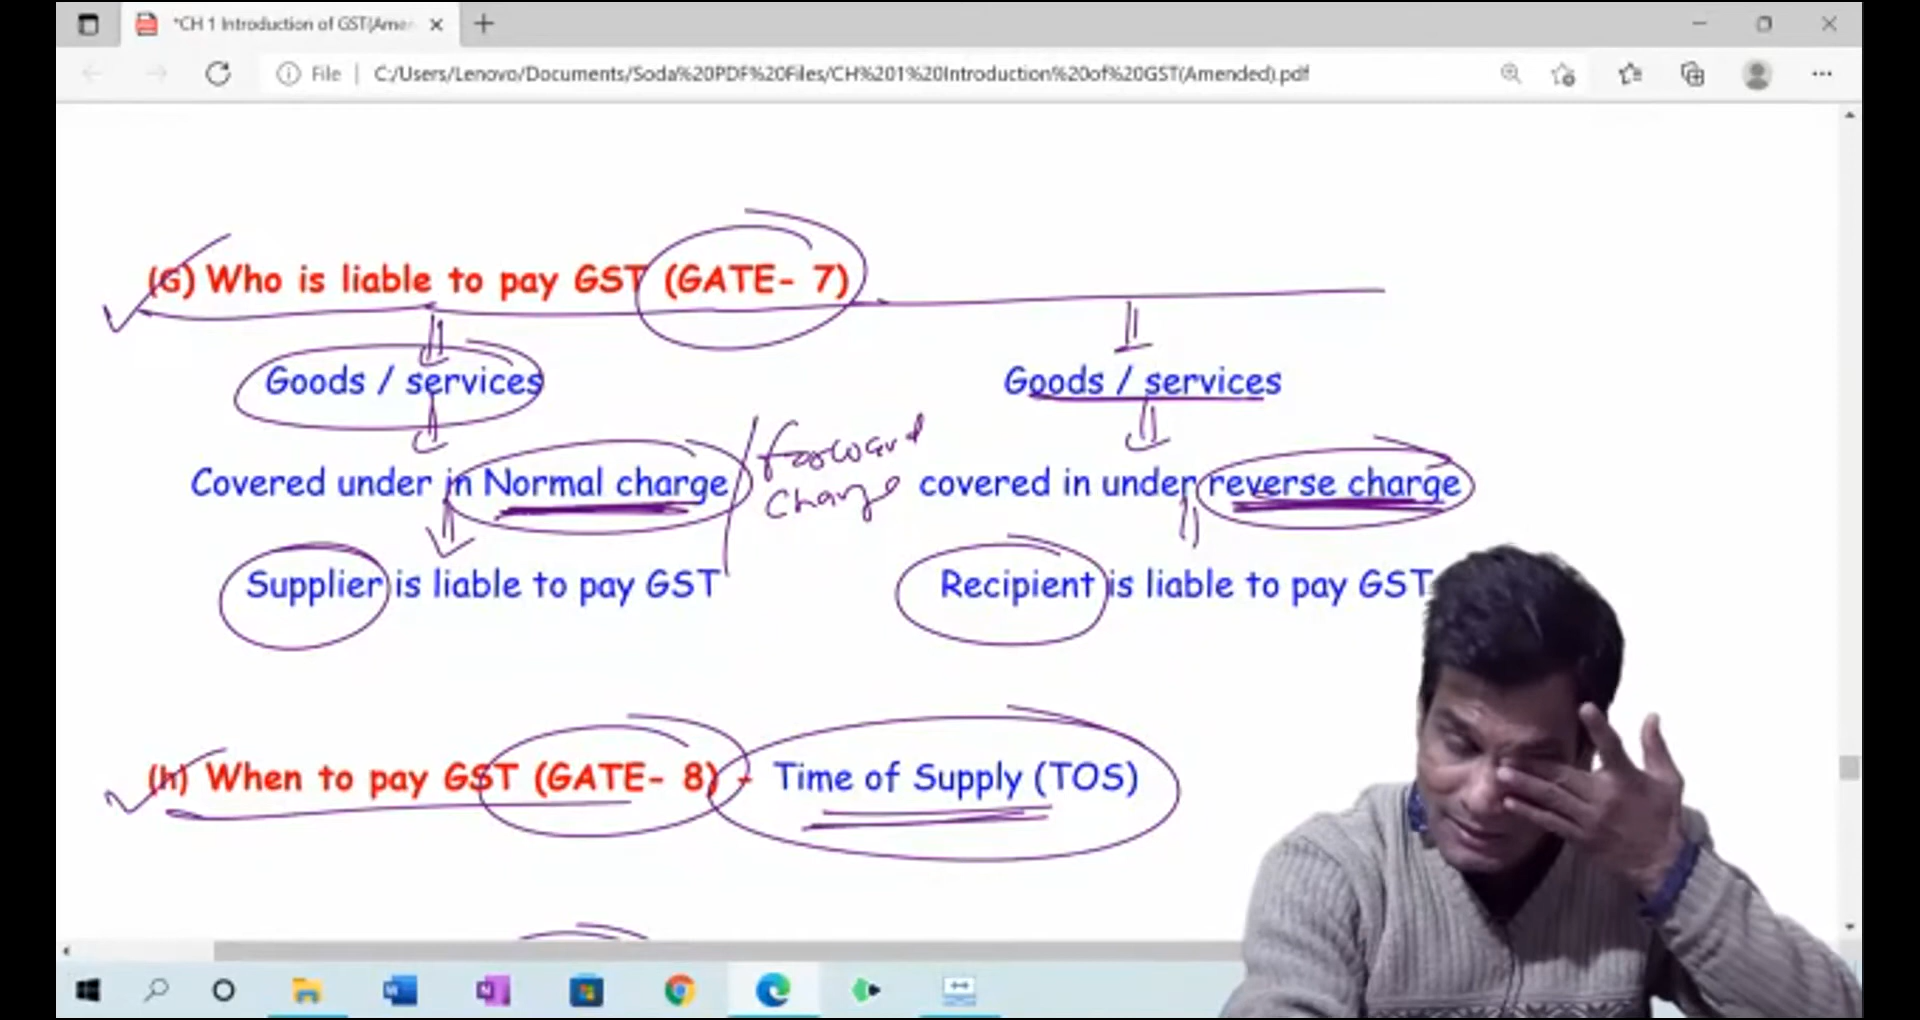 *CH 1 Introduction of GST(Amen
File
C:/Users/Lenovo/Documents/Soda%20PDF%20Files/CH%201%20Introduction%20of%20GST(Amended).pdf
(G) Who is liable to pay GST (GATE- 7)
Goods / services
Goods / services
Covered under in Normal charge
forward
charge
covered in under reverse charge
Supplier is liable to pay GST
Recipient is liable to pay GST
(h) When to pay GST (GATE- 8) - Time of Supply (TOS)